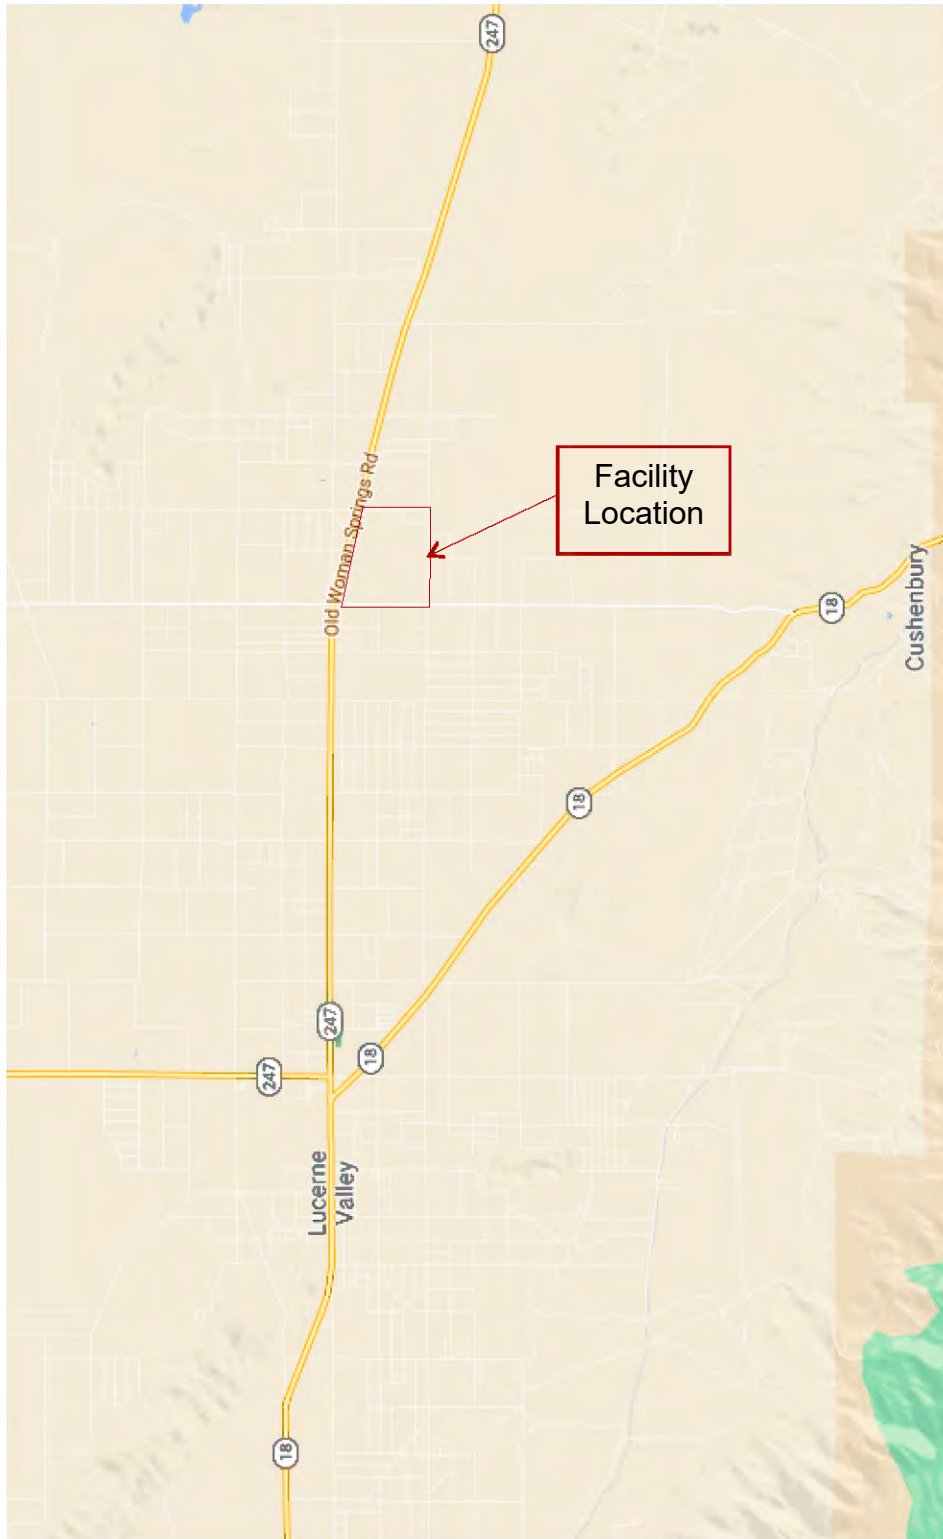 247
Old Woman Springs Rd
Facility
Location
18
Cushenbury
18
247
18
247
Lucerne
Valley
18